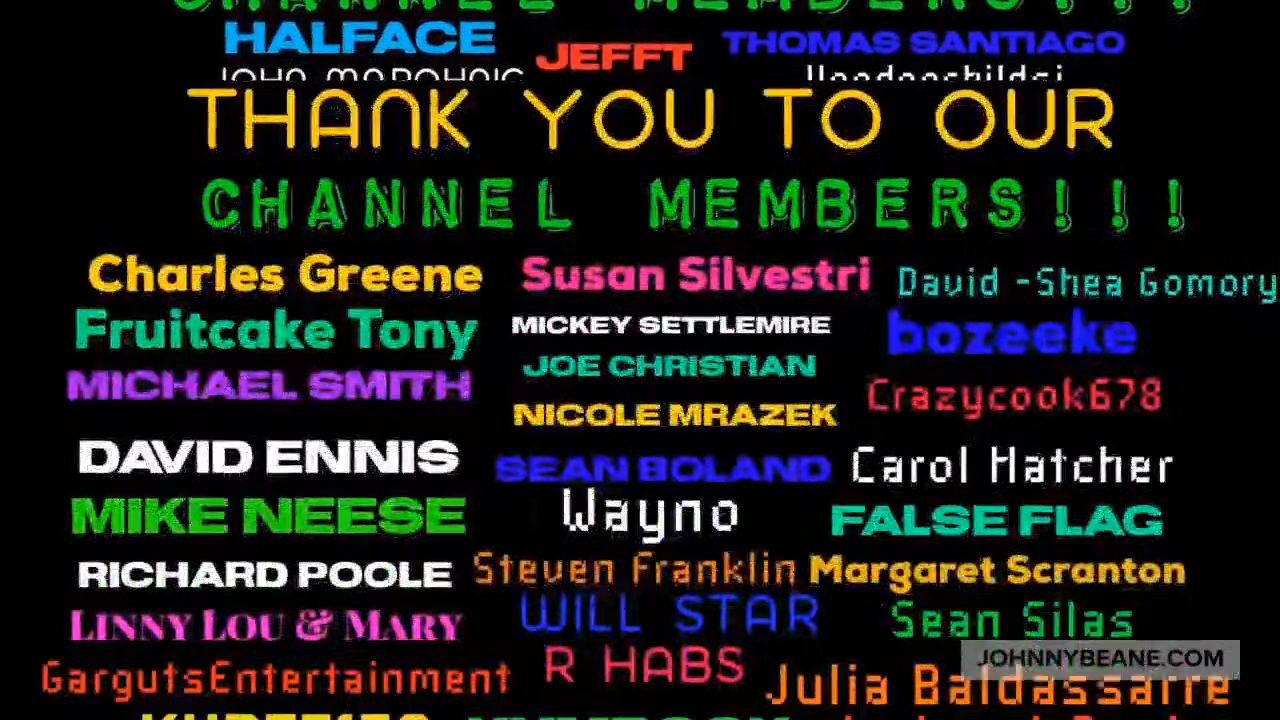 CHANNEL MEMBERS!!!
HALFACE JEFFT THOMAS SANTIAGO
THANK YOU TO OUR
CHANNEL MEMBERS!!!
Charles Greene Susan Silvestri David -Shea Gomory
Fruitcake Tony MICKEY SETTLEMIRE bozeeke
MICHAEL SMITH JOE CHRISTIAN Crazycook678
NICOLE MRAZEK
DAVID ENNIS SEAN BOLAND Carol Hatcher
MIKE NEESE Wayno FALSE FLAG
RICHARD POOLE Steven Franklin Margaret Scranton
LINNY LOU & MARY WILL STAR Sean Silas
GargutsEntertainment R HABS Julia Baldassarre
JOHNNYBEANE.COM